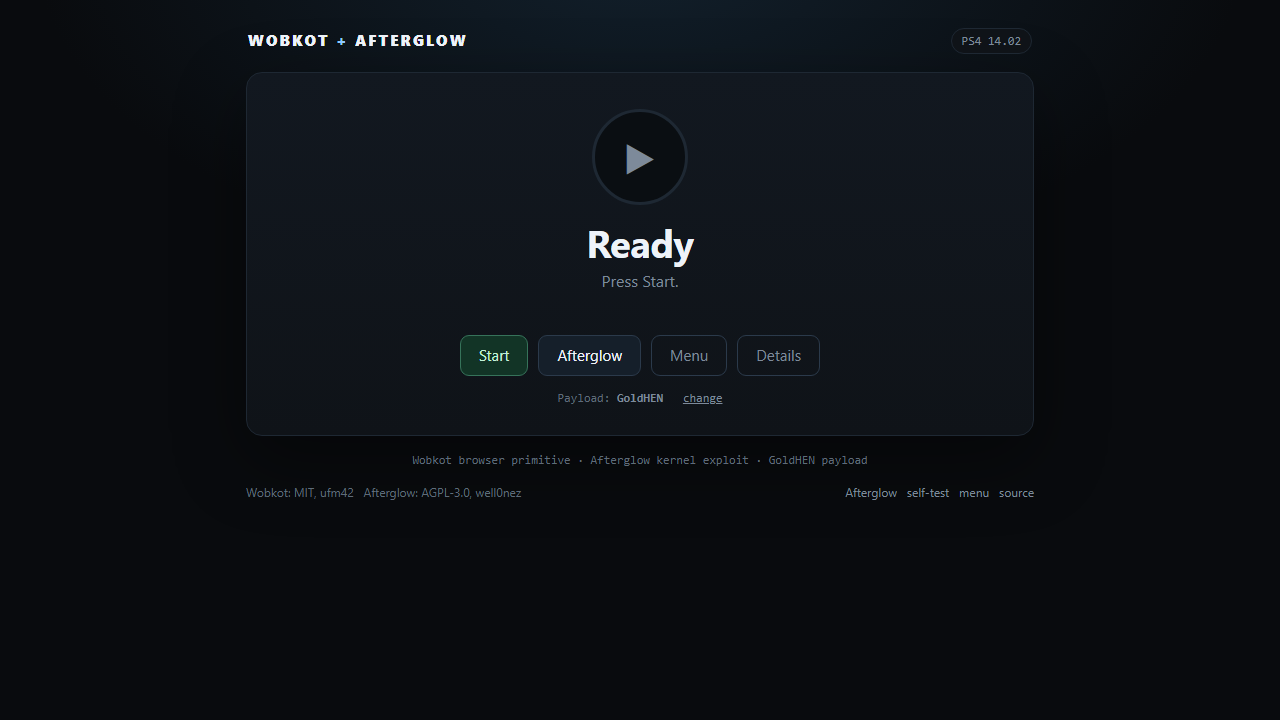 WOBKOT + AFTERGLOW
PS4 14.02
Ready
Press Start.
Start
Afterglow
Menu
Details
Payload: GoldHEN change
Wobkot browser primitive · Afterglow kernel exploit · GoldHEN payload
Wobkot: MIT, ufm42 Afterglow: AGPL-3.0, well0nez
Afterglow self-test menu source